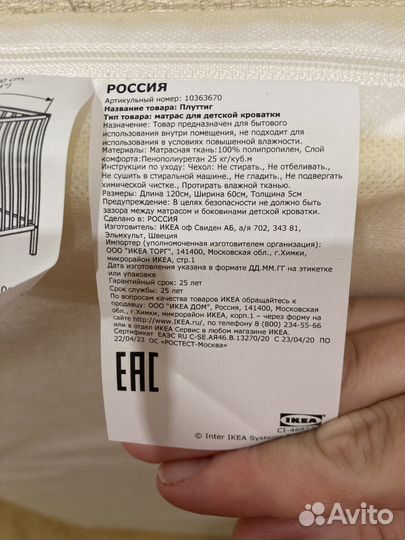 РОССИЯ
Артикульный номер: 10363670
Название товара: Плуттиг
Тип товара: матрас для детской кроватки
Назначение: Товар предназначен для бытового
использования внутри помещения, не подходит для
использования в условиях повышенной влажности.
Материалы: Матрасная ткань:100% полипропилен, Слой
комфорта:Пенополиуретан 25 кг/куб.м
Инструкции по уходу: Чехол: Не стирать., Не отбеливать.,
Не сушить в стиральной машине., Не гладить., Не подвергать
химической чистке., Протирать влажной тканью.
Размеры: Длина 120см, Ширина 60см, Толщина 5см
Предупреждение: В целях безопасности не должно быть
зазора между матрасом и боковинами детской кроватки.
Сделано в: РОССИЯ
Изготовитель: ИКЕА оф Свиден АБ, а/я 702, 343 81,
Эльмхульт, Швеция
Импортер (уполномоченная изготовителем организация):
ООО "ИКЕА ТОРГ", 141400, Московская обл., г.Химки,
микрорайон ИКЕА, стр.1
Дата изготовления указана в формате ДД.ММ.ГГ на этикетке
или упаковке
Гарантийный срок: 25 лет
Срок службы: 25 лет
По вопросам качества товаров ИКЕА обращайтесь к
продавцу: ООО "ИКЕА ДОМ", Россия, 141400, Московская
обл., г.Химки, микрорайон ИКЕА, корп.1 – через форму на
сайте http://www.IKEA.ru/, по телефону 8 (800) 234-55-66
или в отдел ИКЕА Сервис в любом магазине ИКЕА.
Сертификат ЕАЭС RU C-SE.AЯ46.B.13270/20 С 23/04/20 ПО
22/04/23 ОС «РОСТЕСТ-Москва»
EAC
IKEA
© Inter IKEA
Avito